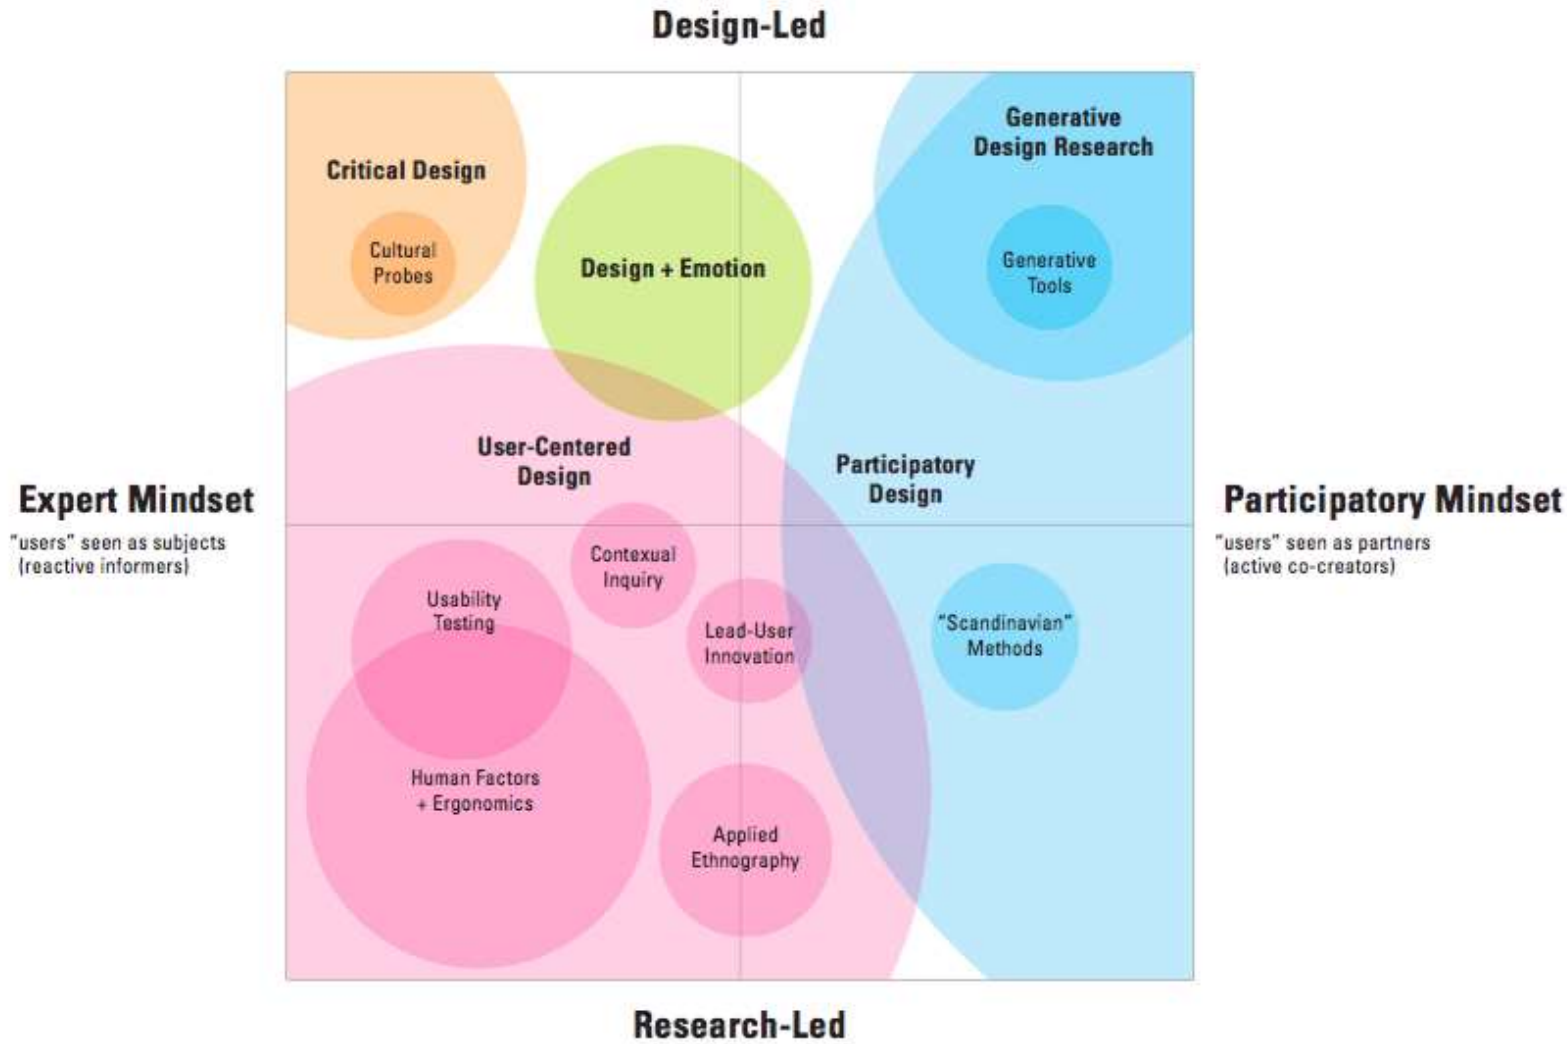 Design-Led
Generative
Design Research
Critical Design
Cultural
Probes
Design + Emotion
Generative
Tools
User-Centered
Design
Participatory
Design
Expert Mindset
"users" seen as subjects
(reactive informers)
Participatory Mindset
"users" seen as partners
(active co-creators)
Contexual
Inquiry
Usability
Testing
Lead-User
Innovation
"Scandinavian"
Methods
Human Factors
+ Ergonomics
Applied
Ethnography
Research-Led